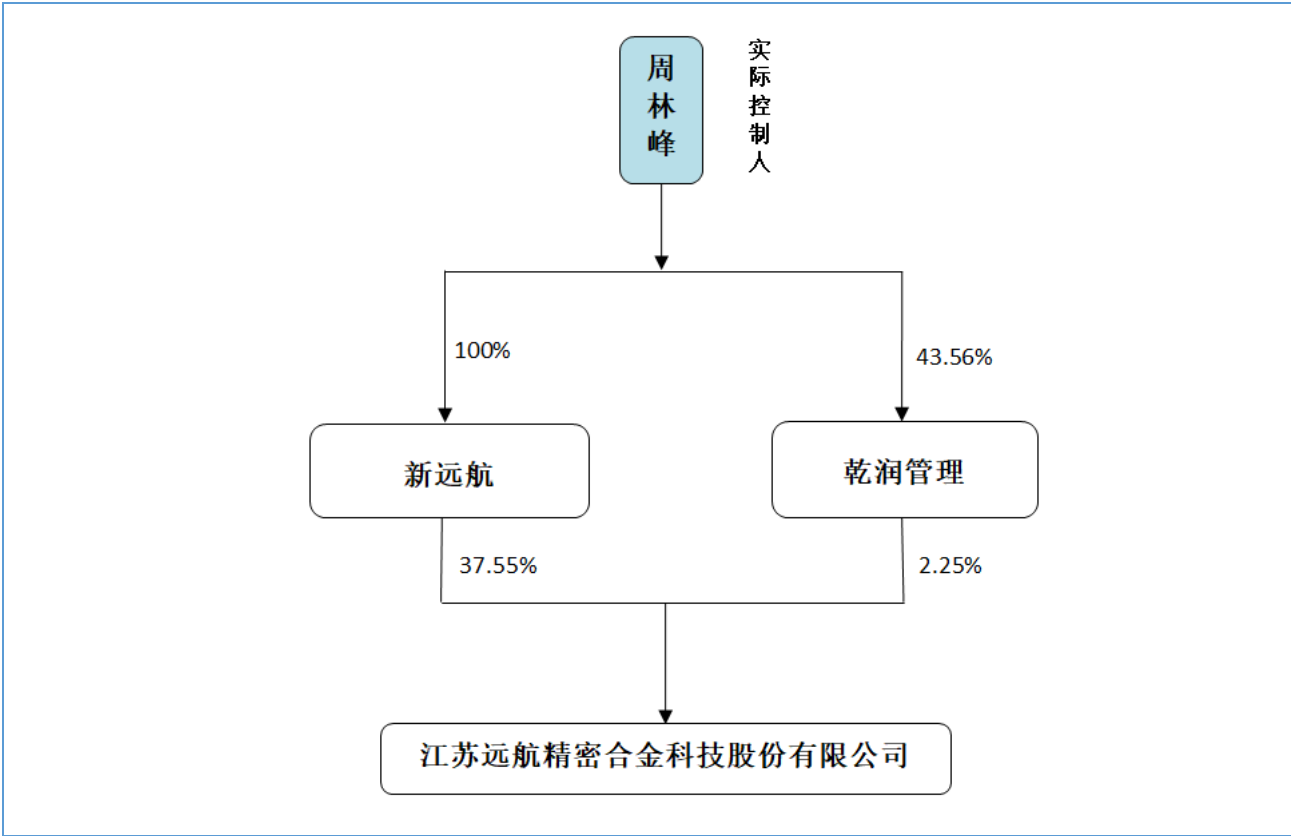 周林峰
实际控制人
100%
43.56%
新远航
乾润管理
37.55%
2.25%
江苏远航精密合金科技股份有限公司